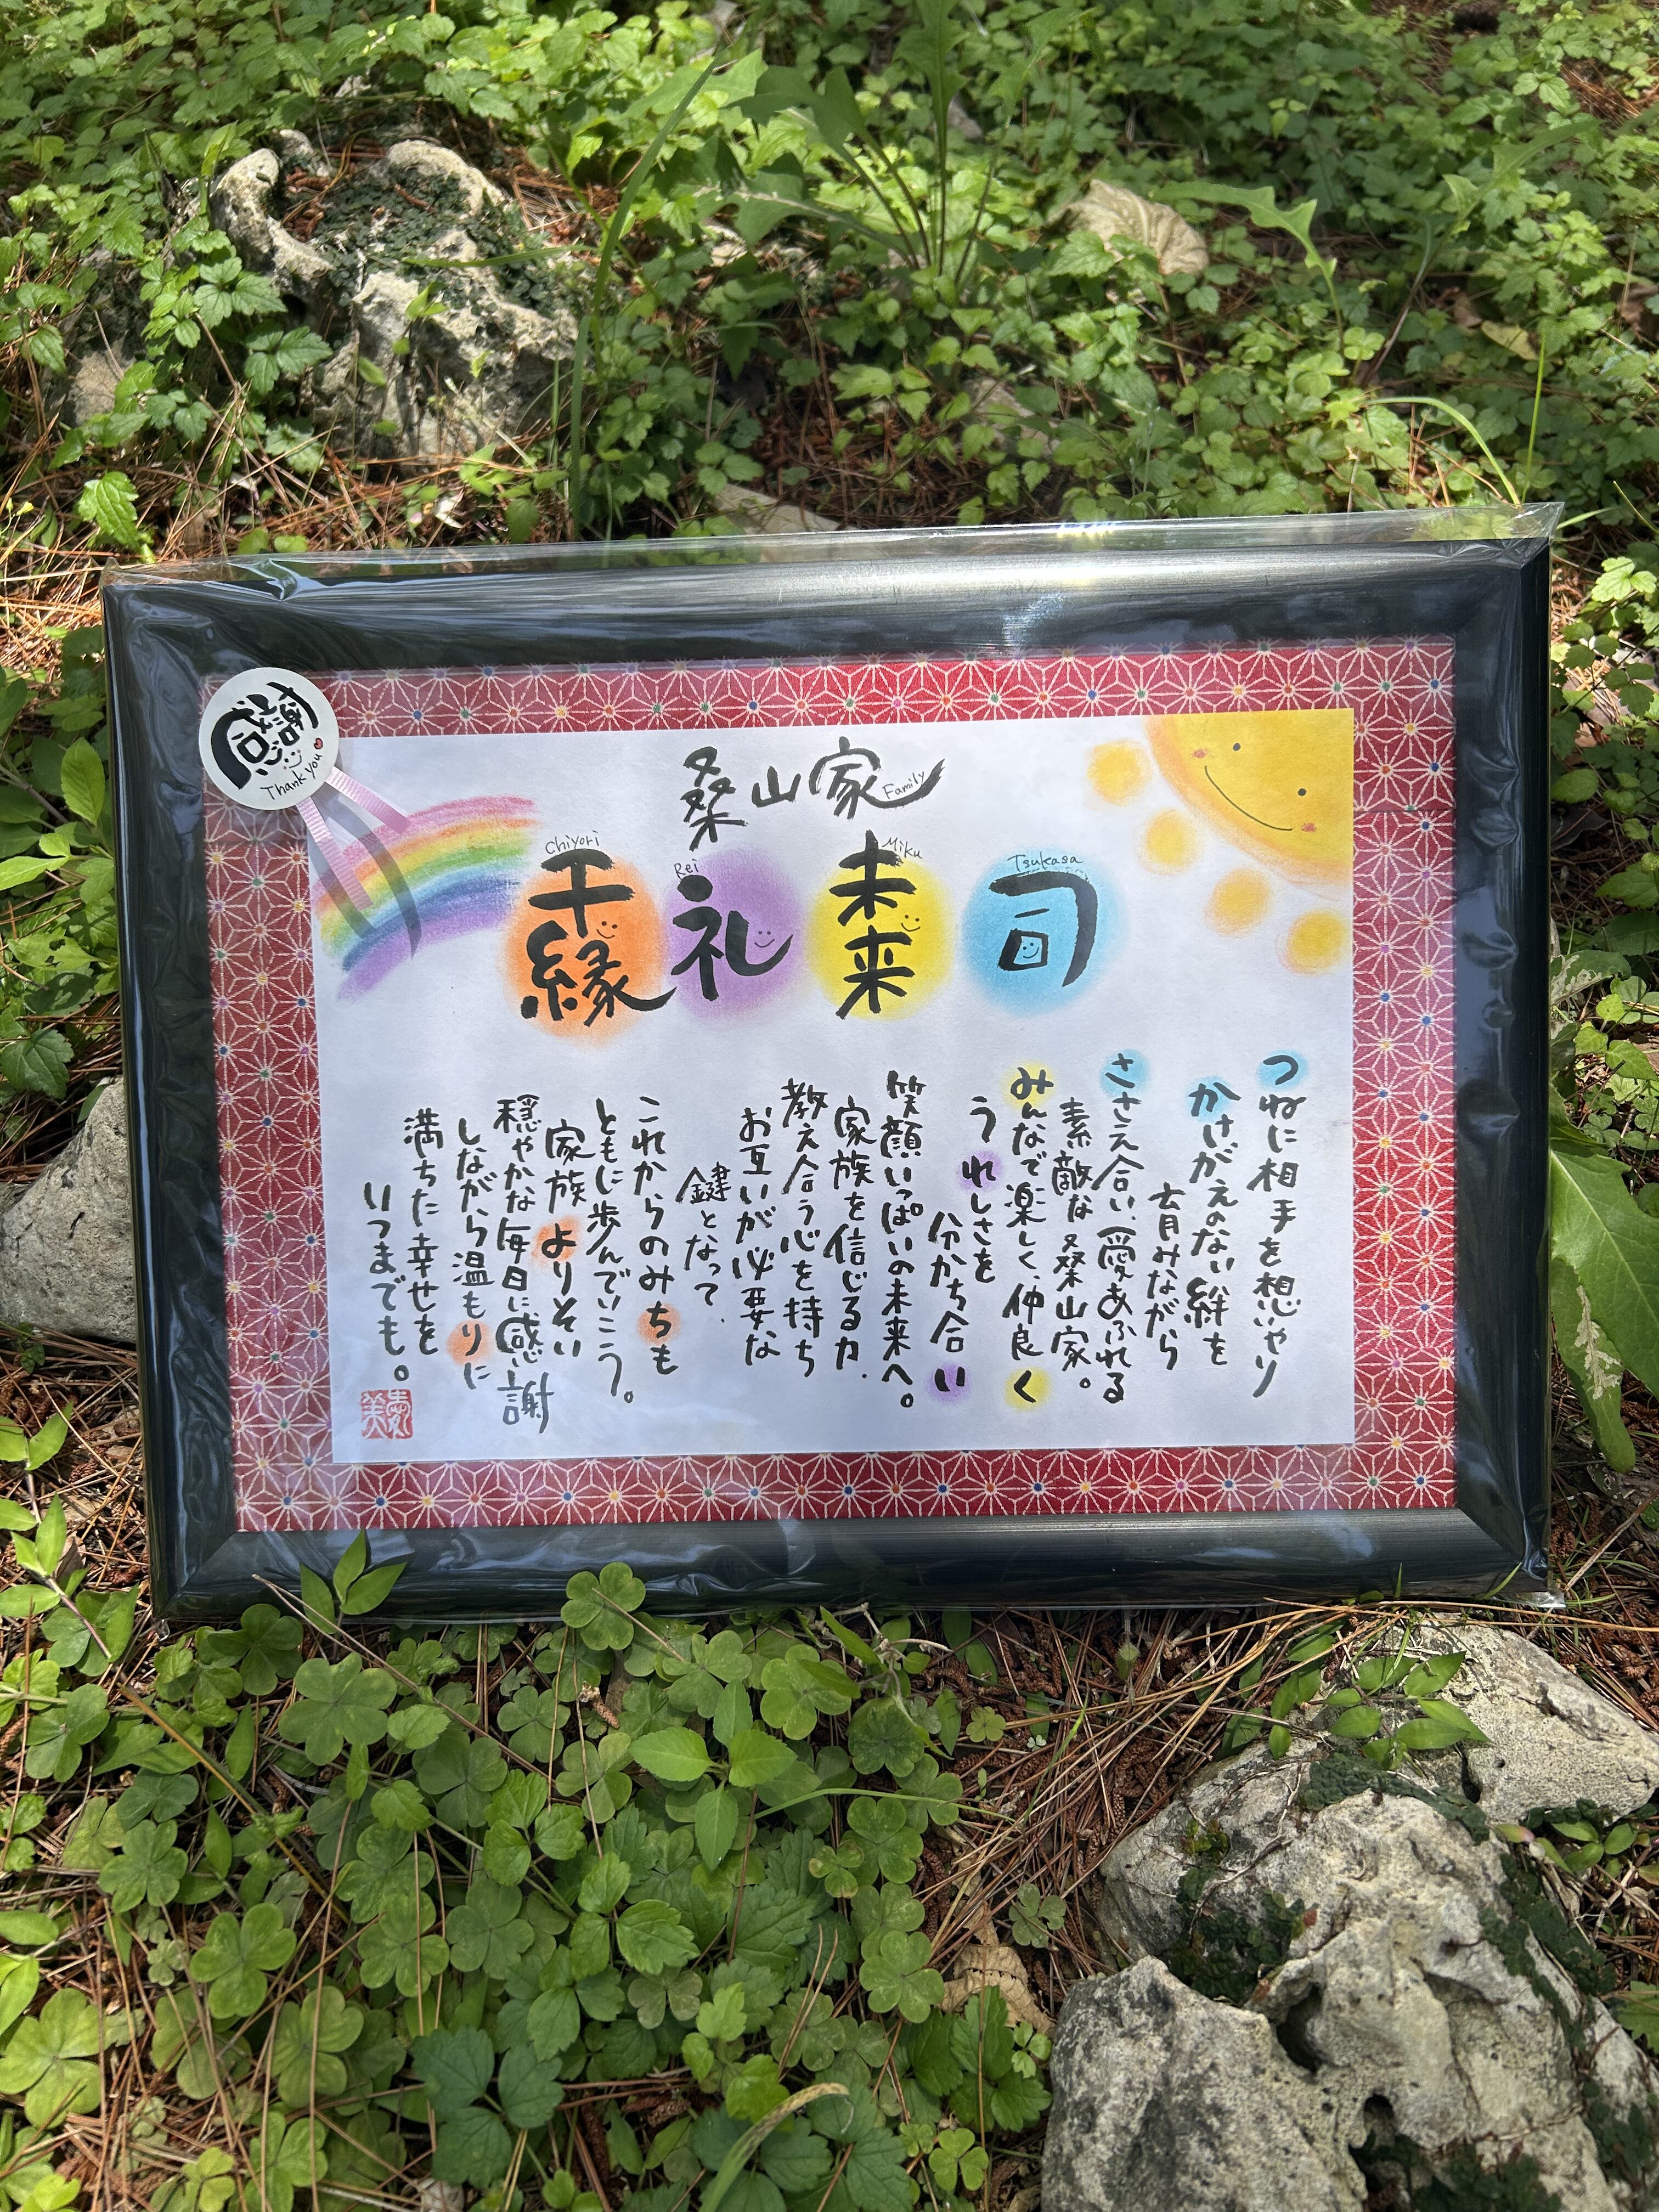 感謝
Thank you
桑山家
Family
Tsukasa
司
Miku
未来
Rei
礼
Chiyori
千縁
つねに相手を想いやり
かけがえのない絆を
育みながら
ささえ合い、愛あふれる
素敵な桑山家。
みんなで楽しく、仲良く
うれしさを
分かち合い
笑顔いっぱいの未来へ。
家族を信じる力、
教え合う心を持ち
お互いが必要な
鍵となって、
これからのみちも
ともに歩んでいこう。
家族よりそい
穏やかな毎日に感謝
しながら温もりに
満ちた幸せを
いつまでも。